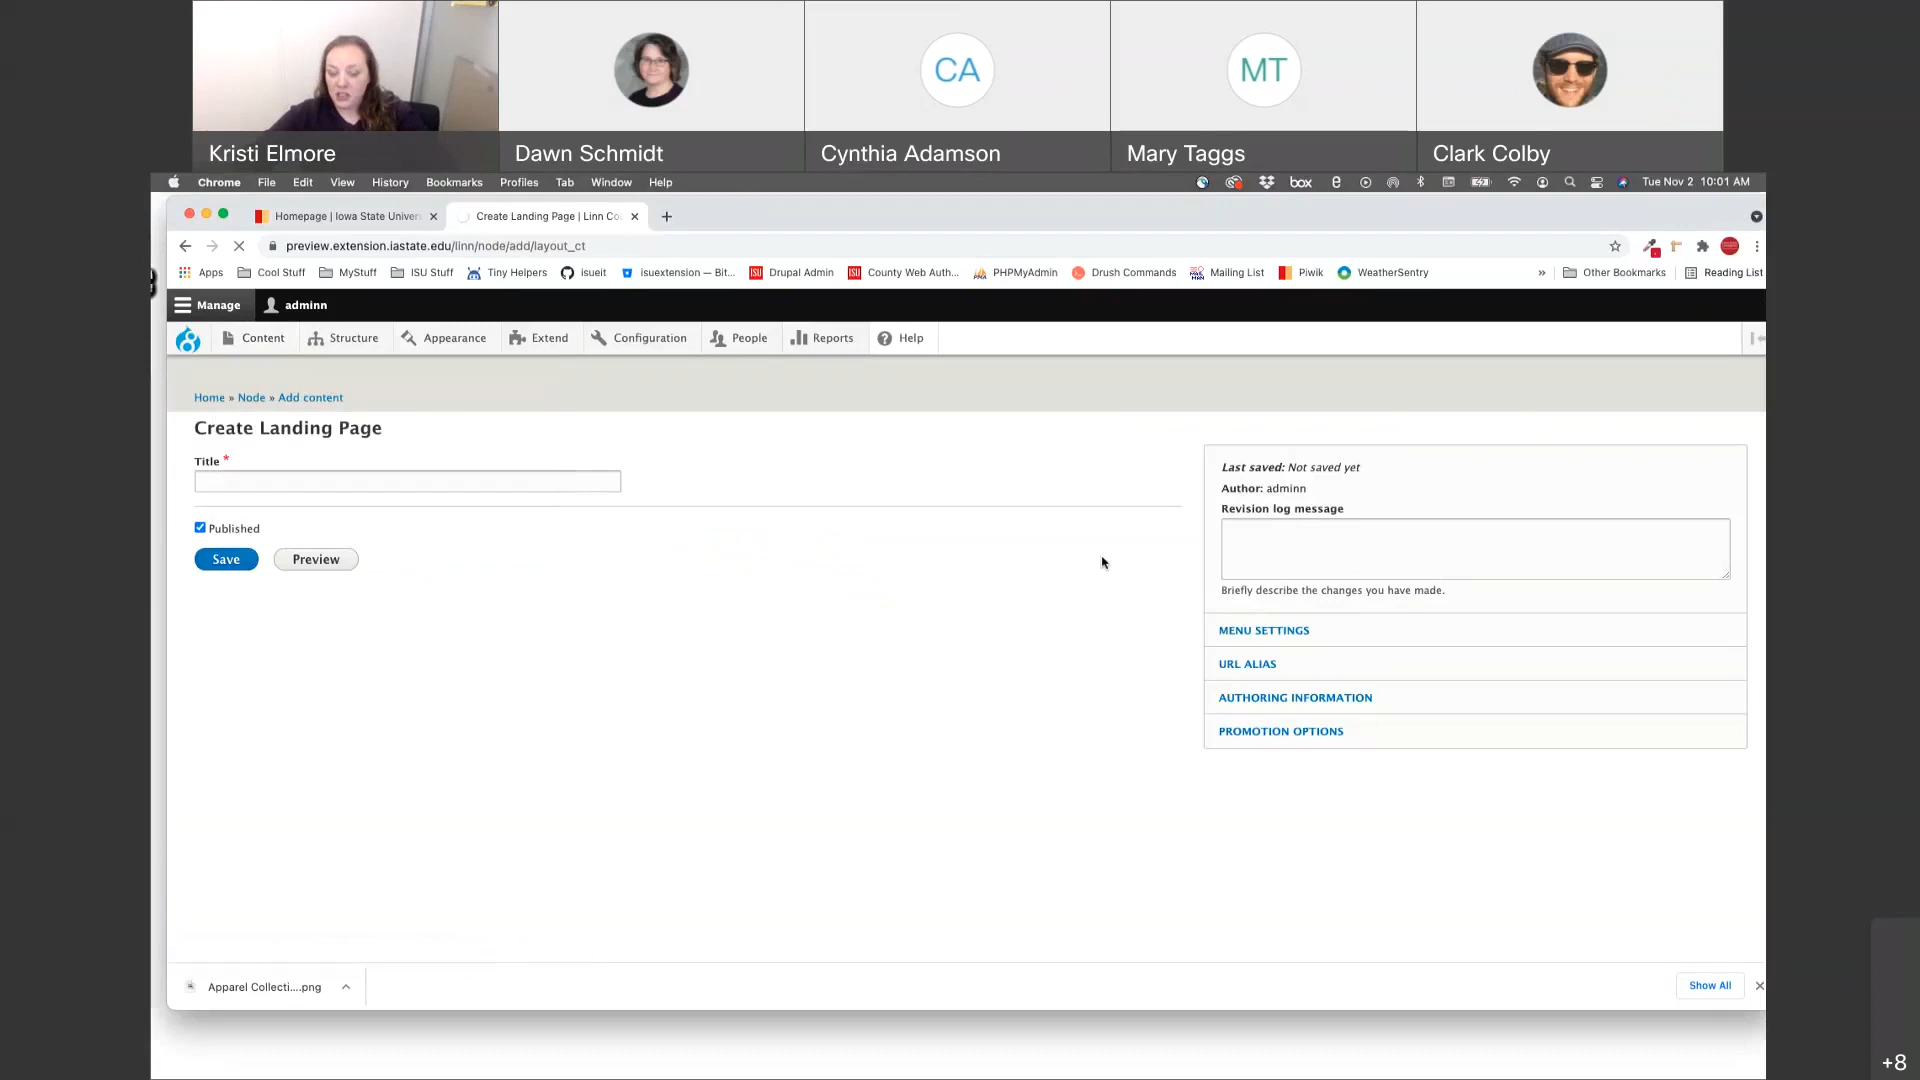 CA
MT
Kristi Elmore
Dawn Schmidt
Cynthia Adamson
Mary Taggs
Clark Colby
Chrome File Edit View History Bookmarks Profiles Tab Window Help
box
Tue Nov 2 10:01 AM
Homepage | Iowa State Univer
Create Landing Page | Linn Co
preview.extension.iastate.edu/linn/node/add/layout_ct
Apps Cool Stuff MyStuff ISU Stuff Tiny Helpers isueit isuextension — Bit... Drupal Admin County Web Auth... PHPMyAdmin Drush Commands Mailing List Piwik WeatherSentry » Other Bookmarks Reading List
Manage adminn
Content Structure Appearance Extend Configuration People Reports Help
Home » Node » Add content
Create Landing Page
Title *
Published
Save Preview
Last saved: Not saved yet
Author: adminn
Revision log message
Briefly describe the changes you have made.
MENU SETTINGS
URL ALIAS
AUTHORING INFORMATION
PROMOTION OPTIONS
Apparel Collecti....png
Show All
+8